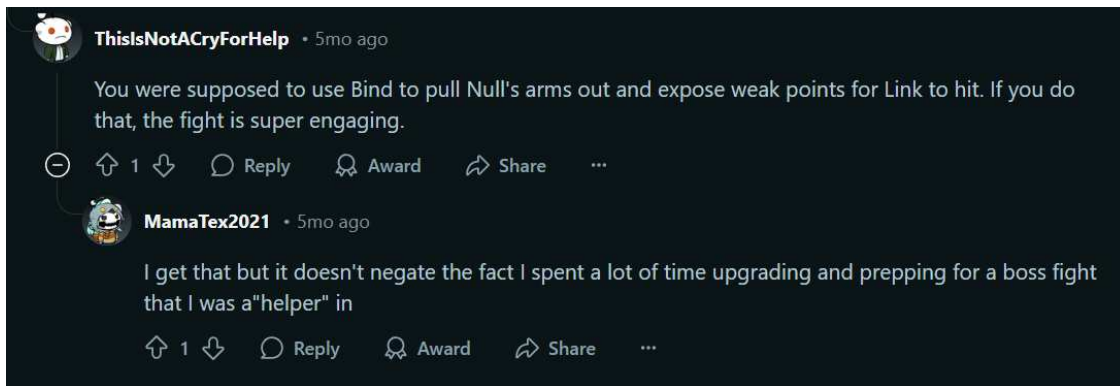 ThisIsNotACryForHelp • 5mo ago
You were supposed to use Bind to pull Null's arms out and expose weak points for Link to hit. If you do
that, the fight is super engaging.
1 Reply Award Share ...
MamaTex2021 • 5mo ago
I get that but it doesn't negate the fact I spent a lot of time upgrading and prepping for a boss fight
that I was a"helper" in
1 Reply Award Share ...